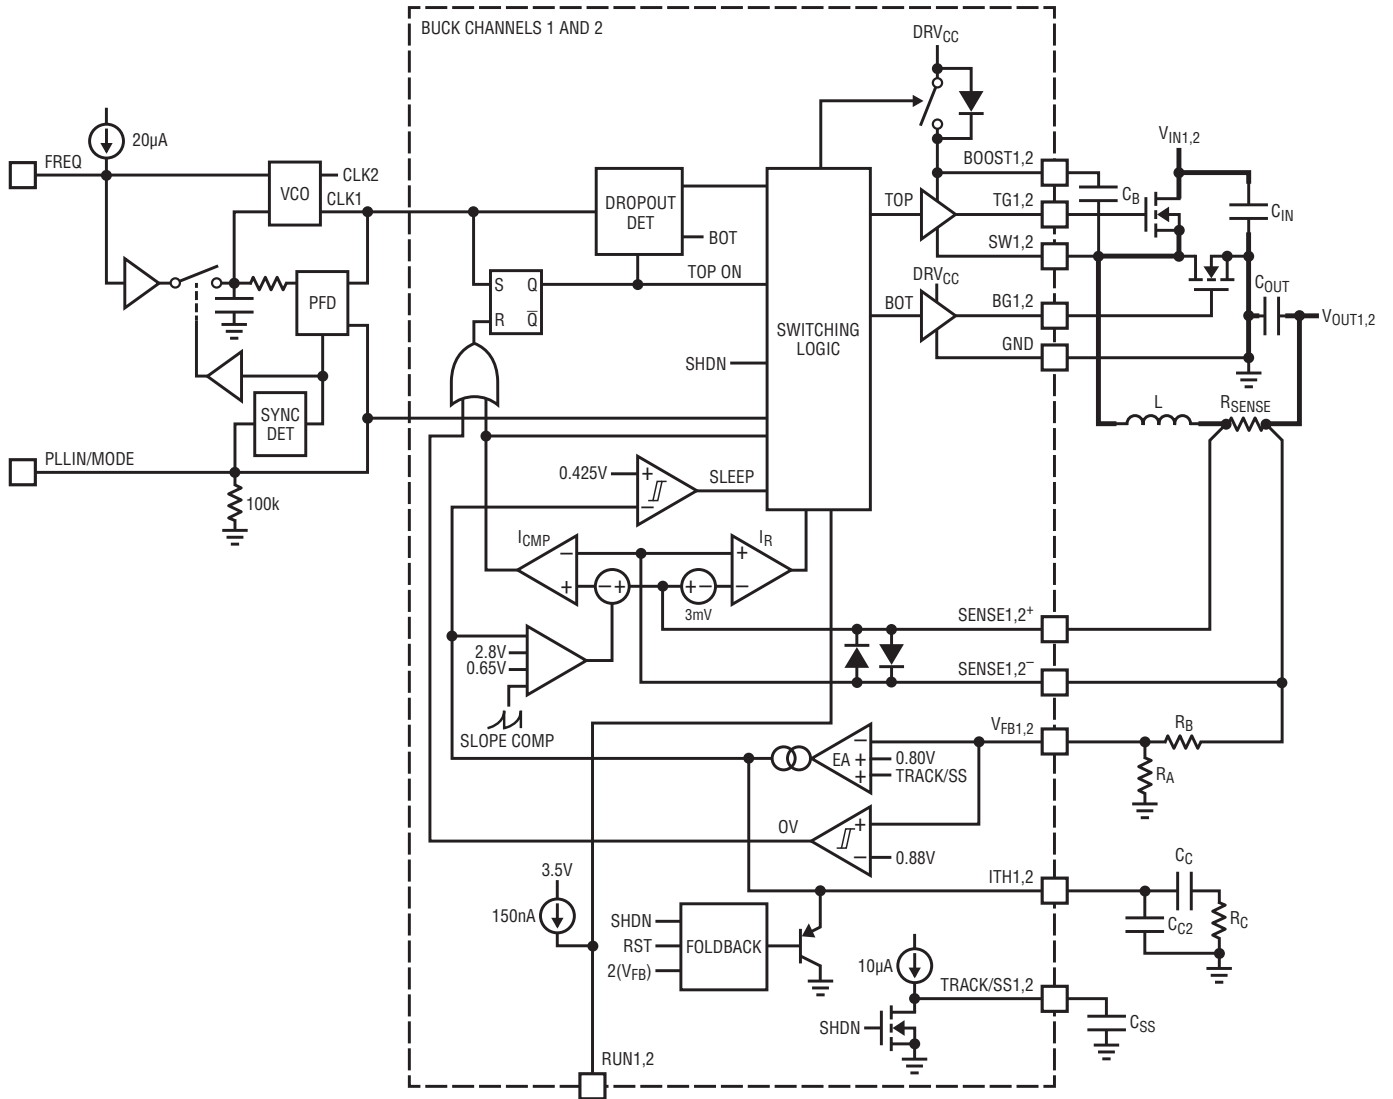 BUCK CHANNELS 1 AND 2
DRVCC
20µA
FREQ
VCO
CLK2
CLK1
DROPOUT
DET
BOT
TOP ON
S Q
R Q̅
PFD
SYNC
DET
PLLIN/MODE
100k
SHDN
SWITCHING
LOGIC
TOP
BOT
DRVCC
BOOST1,2
TG1,2
SW1,2
BG1,2
GND
VIN1,2
CB
CIN
COUT
VOUT1,2
L
RSENSE
0.425V
+
−
SLEEP
ICMP
−
+
− +
+ −
3mV
IR
+
−
2.8V
0.65V
SLOPE COMP
SENSE1,2+
SENSE1,2−
VFB1,2
RB
RA
EA
−
+
+
0.80V
TRACK/SS
OV
+
−
0.88V
ITH1,2
CC
CC2
RC
3.5V
150nA
SHDN
RST
2(VFB)
FOLDBACK
10µA
TRACK/SS1,2
CSS
SHDN
RUN1,2